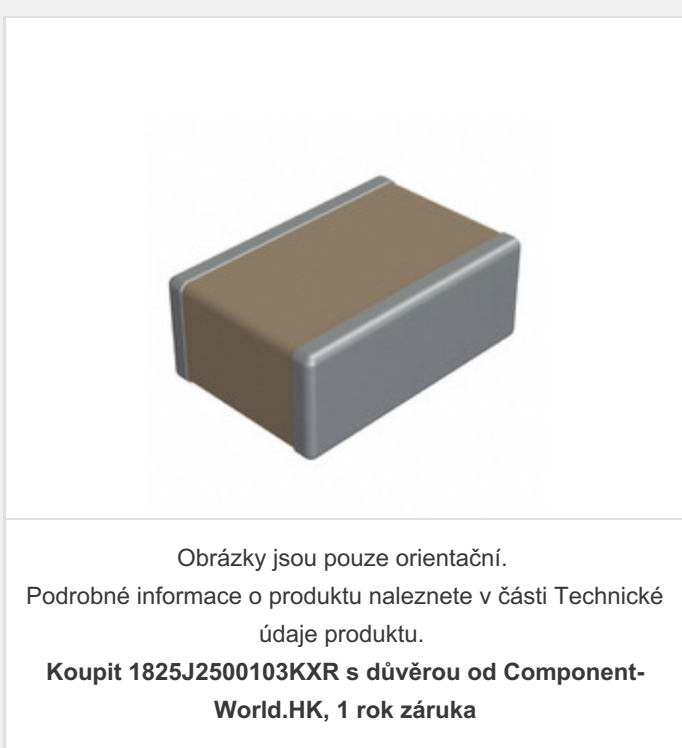 Obrázky jsou pouze orientační.
Podrobné informace o produktu naleznete v části Technické
údaje produktu.
Koupit 1825J2500103KXR s důvěrou od Component-
World.HK, 1 rok záruka